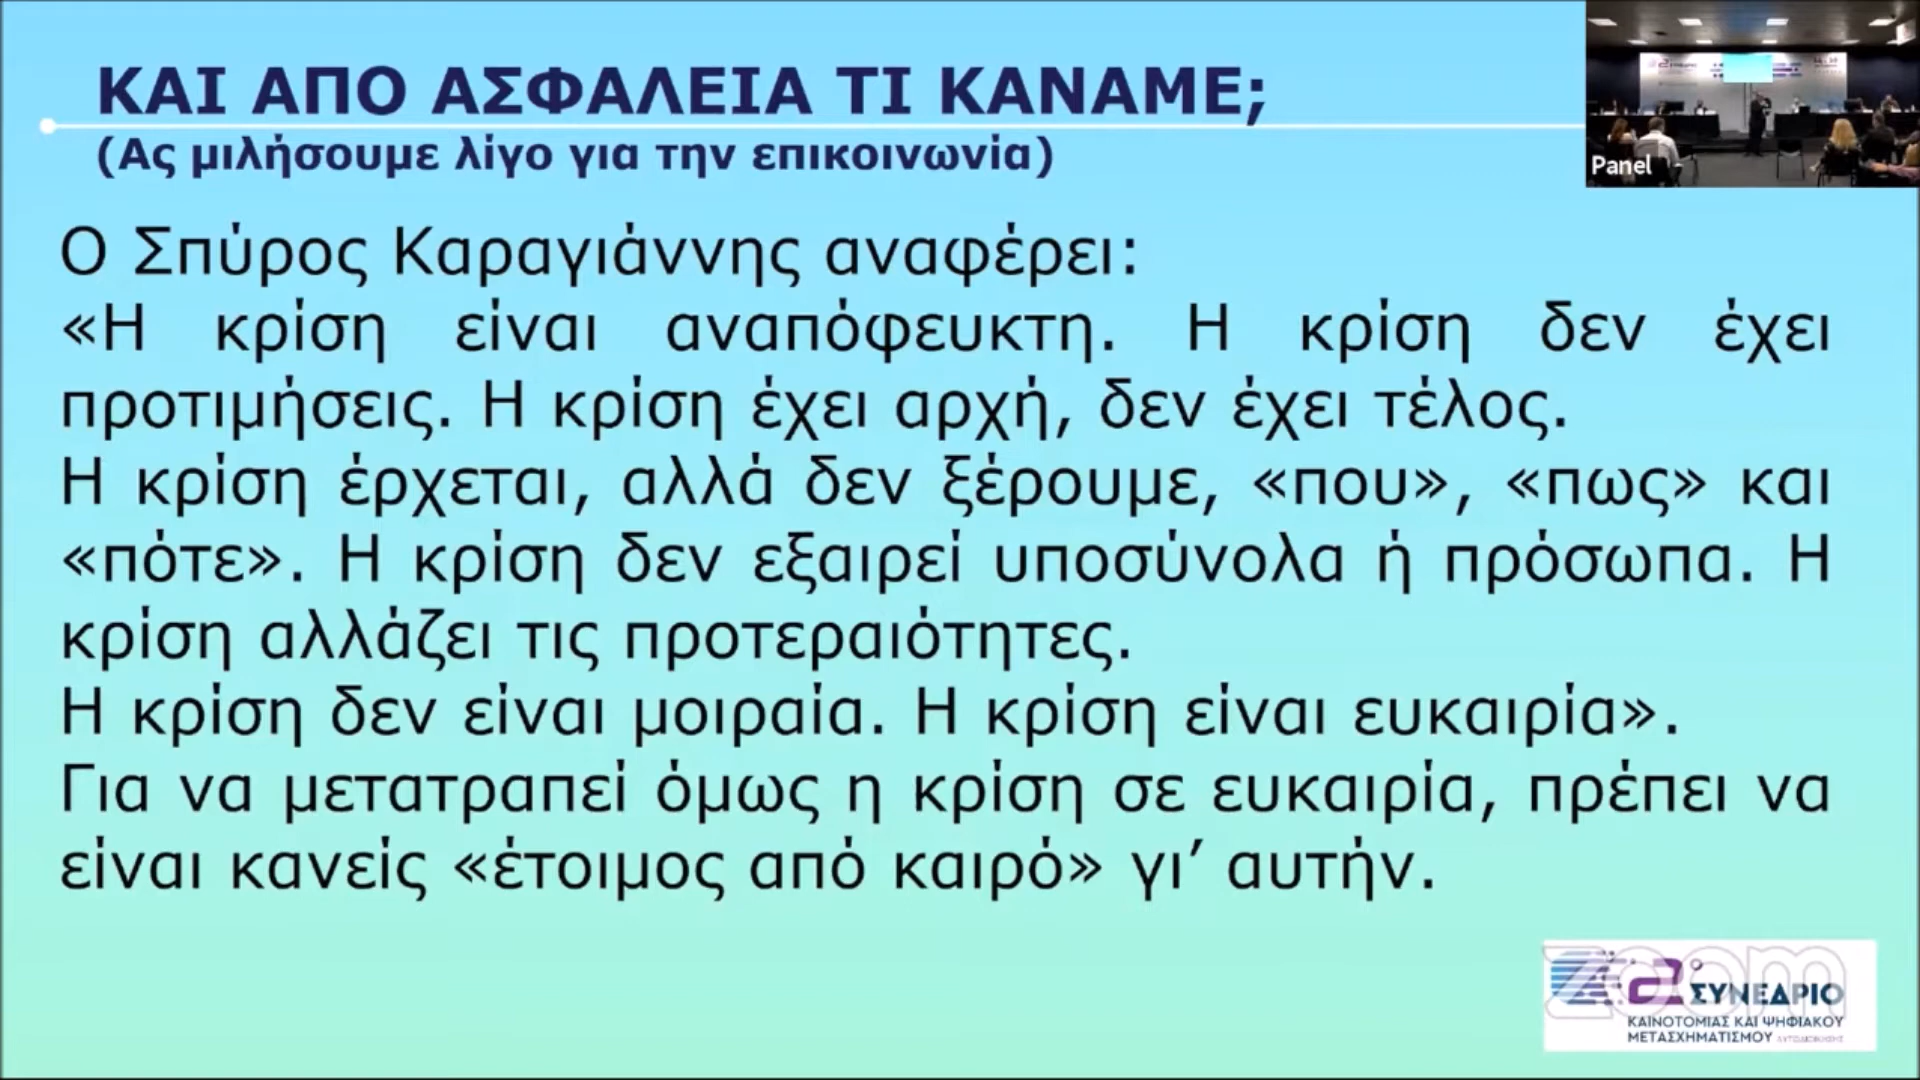 ΚΑΙ ΑΠΟ ΑΣΦΑΛΕΙΑ ΤΙ ΚΑΝΑΜΕ;
(Ας μιλήσουμε λίγο για την επικοινωνία)
Panel
Ο Σπύρος Καραγιάννης αναφέρει:
«Η κρίση είναι αναπόφευκτη. Η κρίση δεν έχει
προτιμήσεις. Η κρίση έχει αρχή, δεν έχει τέλος.
Η κρίση έρχεται, αλλά δεν ξέρουμε, «που», «πως» και
«πότε». Η κρίση δεν εξαιρεί υποσύνολα ή πρόσωπα. Η
κρίση αλλάζει τις προτεραιότητες.
Η κρίση δεν είναι μοιραία. Η κρίση είναι ευκαιρία».
Για να μετατραπεί όμως η κρίση σε ευκαιρία, πρέπει να
είναι κανείς «έτοιμος από καιρό» γι’ αυτήν.
zoom
2° ΣΥΝΕΔΡΙΟ
ΚΑΙΝΟΤΟΜΙΑΣ ΚΑΙ ΨΗΦΙΑΚΟΥ
ΜΕΤΑΣΧΗΜΑΤΙΣΜΟΥ